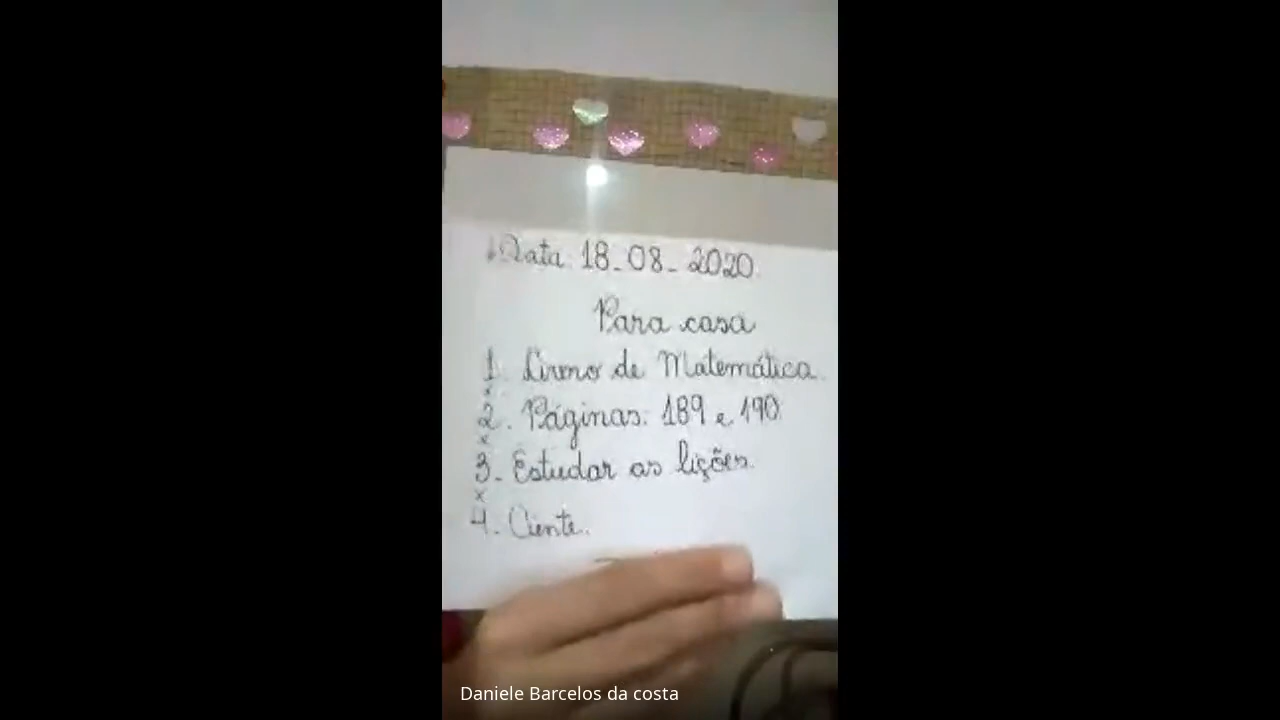 Data: 18-08-2020
Para casa
1. Livro de Matemática.
2. Páginas: 189 e 190
3- Estudar as lições.
4- Ciente.
Daniele Barcelos da costa